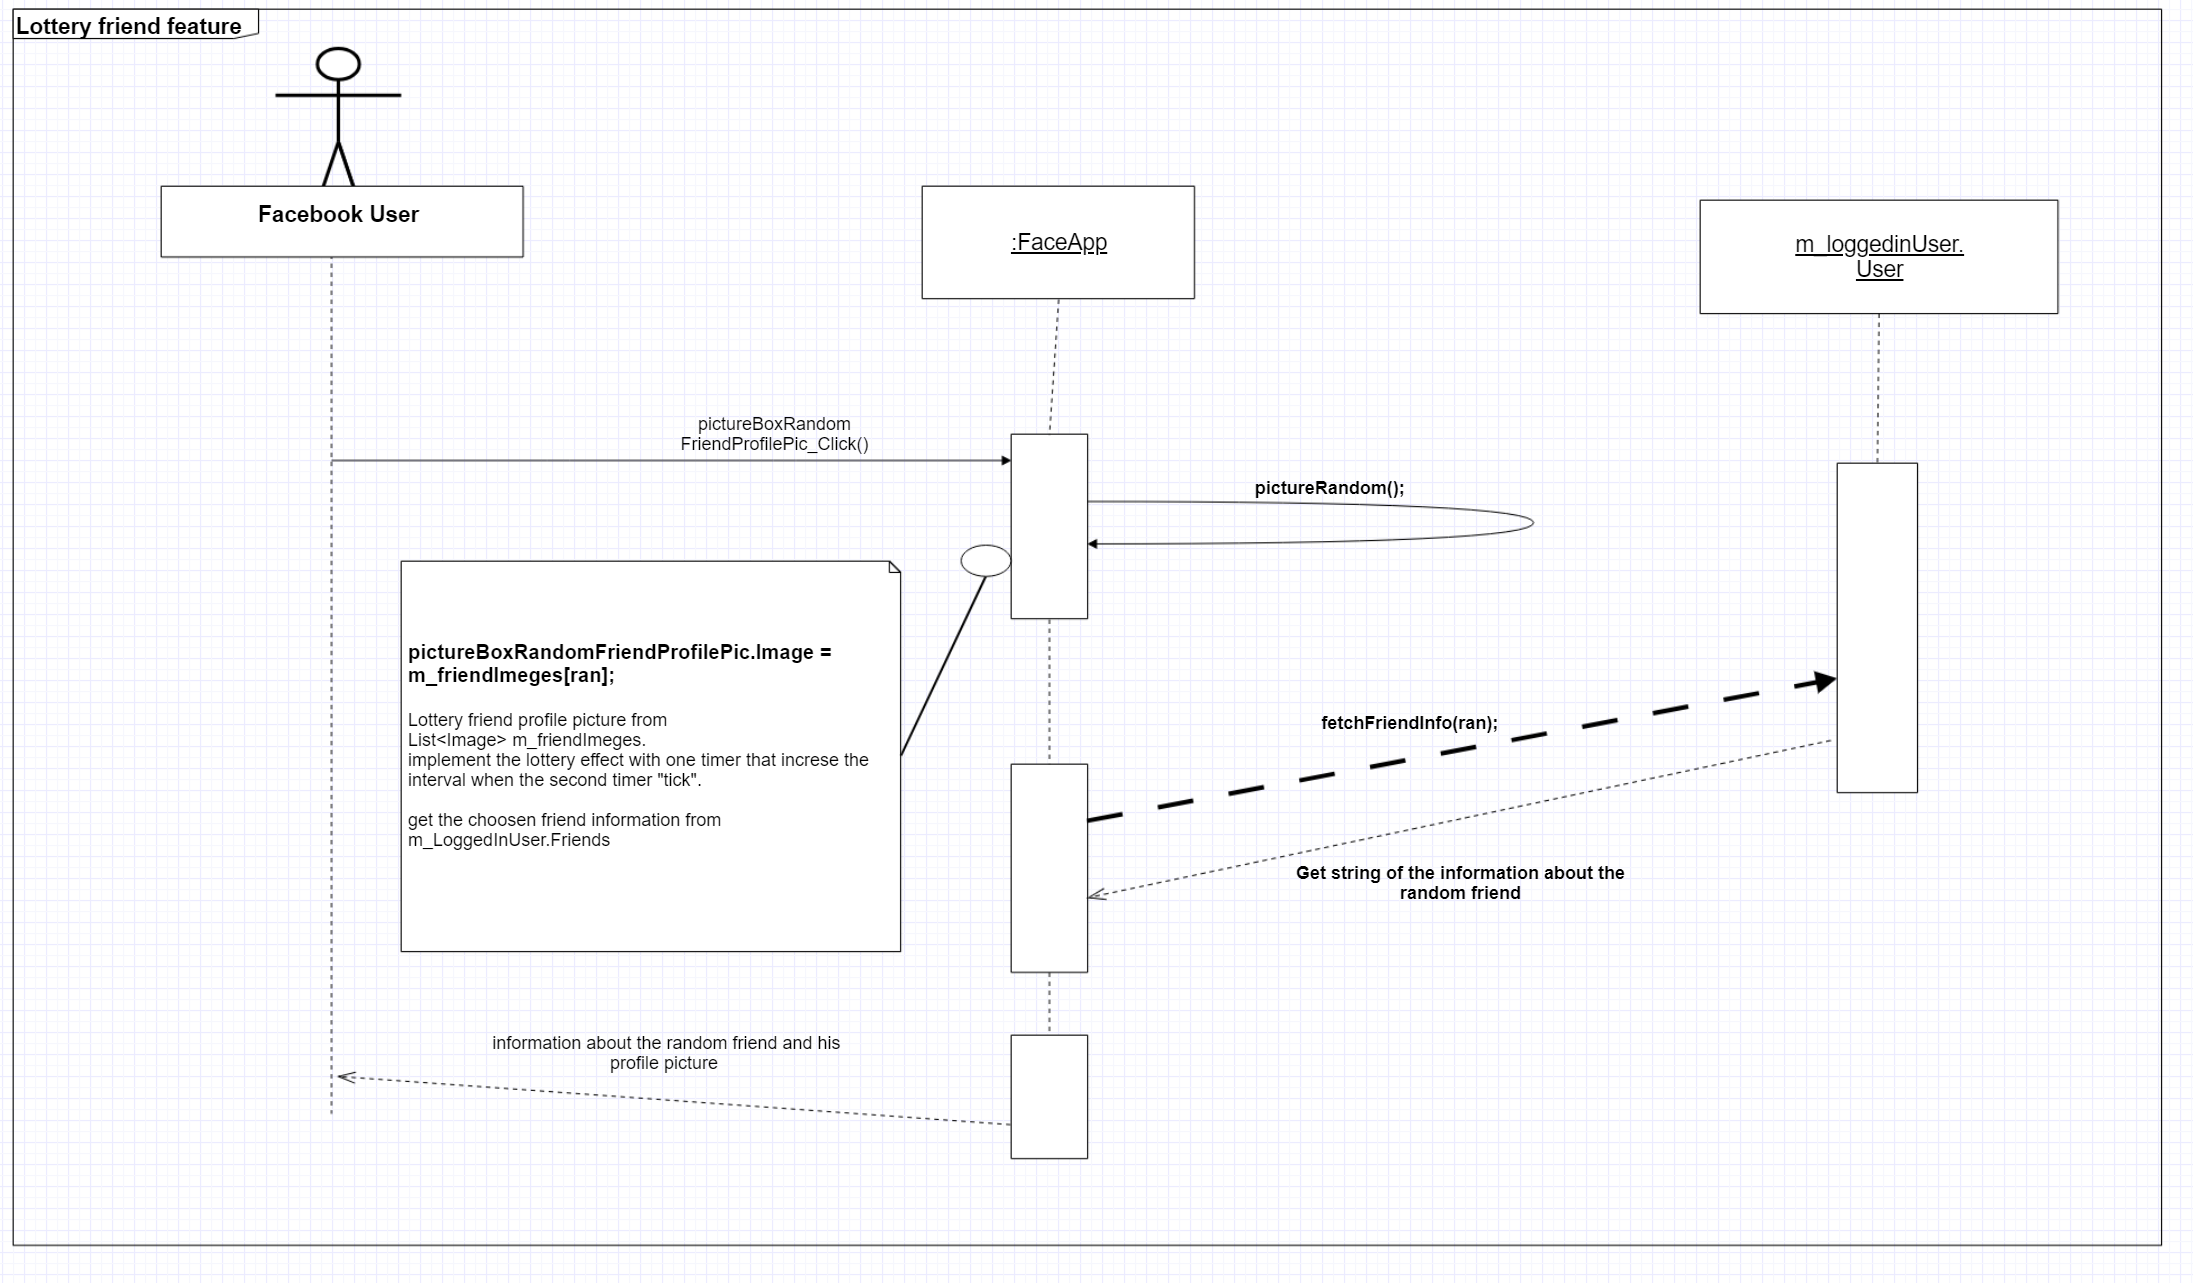 Lottery friend feature
Facebook User
:FaceApp
m_loggedinUser.
User
pictureBoxRandom
FriendProfilePic_Click()
pictureRandom();
pictureBoxRandomFriendProfilePic.Image =
m_friendImeges[ran];
Lottery friend profile picture from
List<Image> m_friendImeges.
implement the lottery effect with one timer that increse the
interval when the second timer "tick".
get the choosen friend information from
m_LoggedInUser.Friends
fetchFriendInfo(ran);
Get string of the information about the
random friend
information about the random friend and his
profile picture